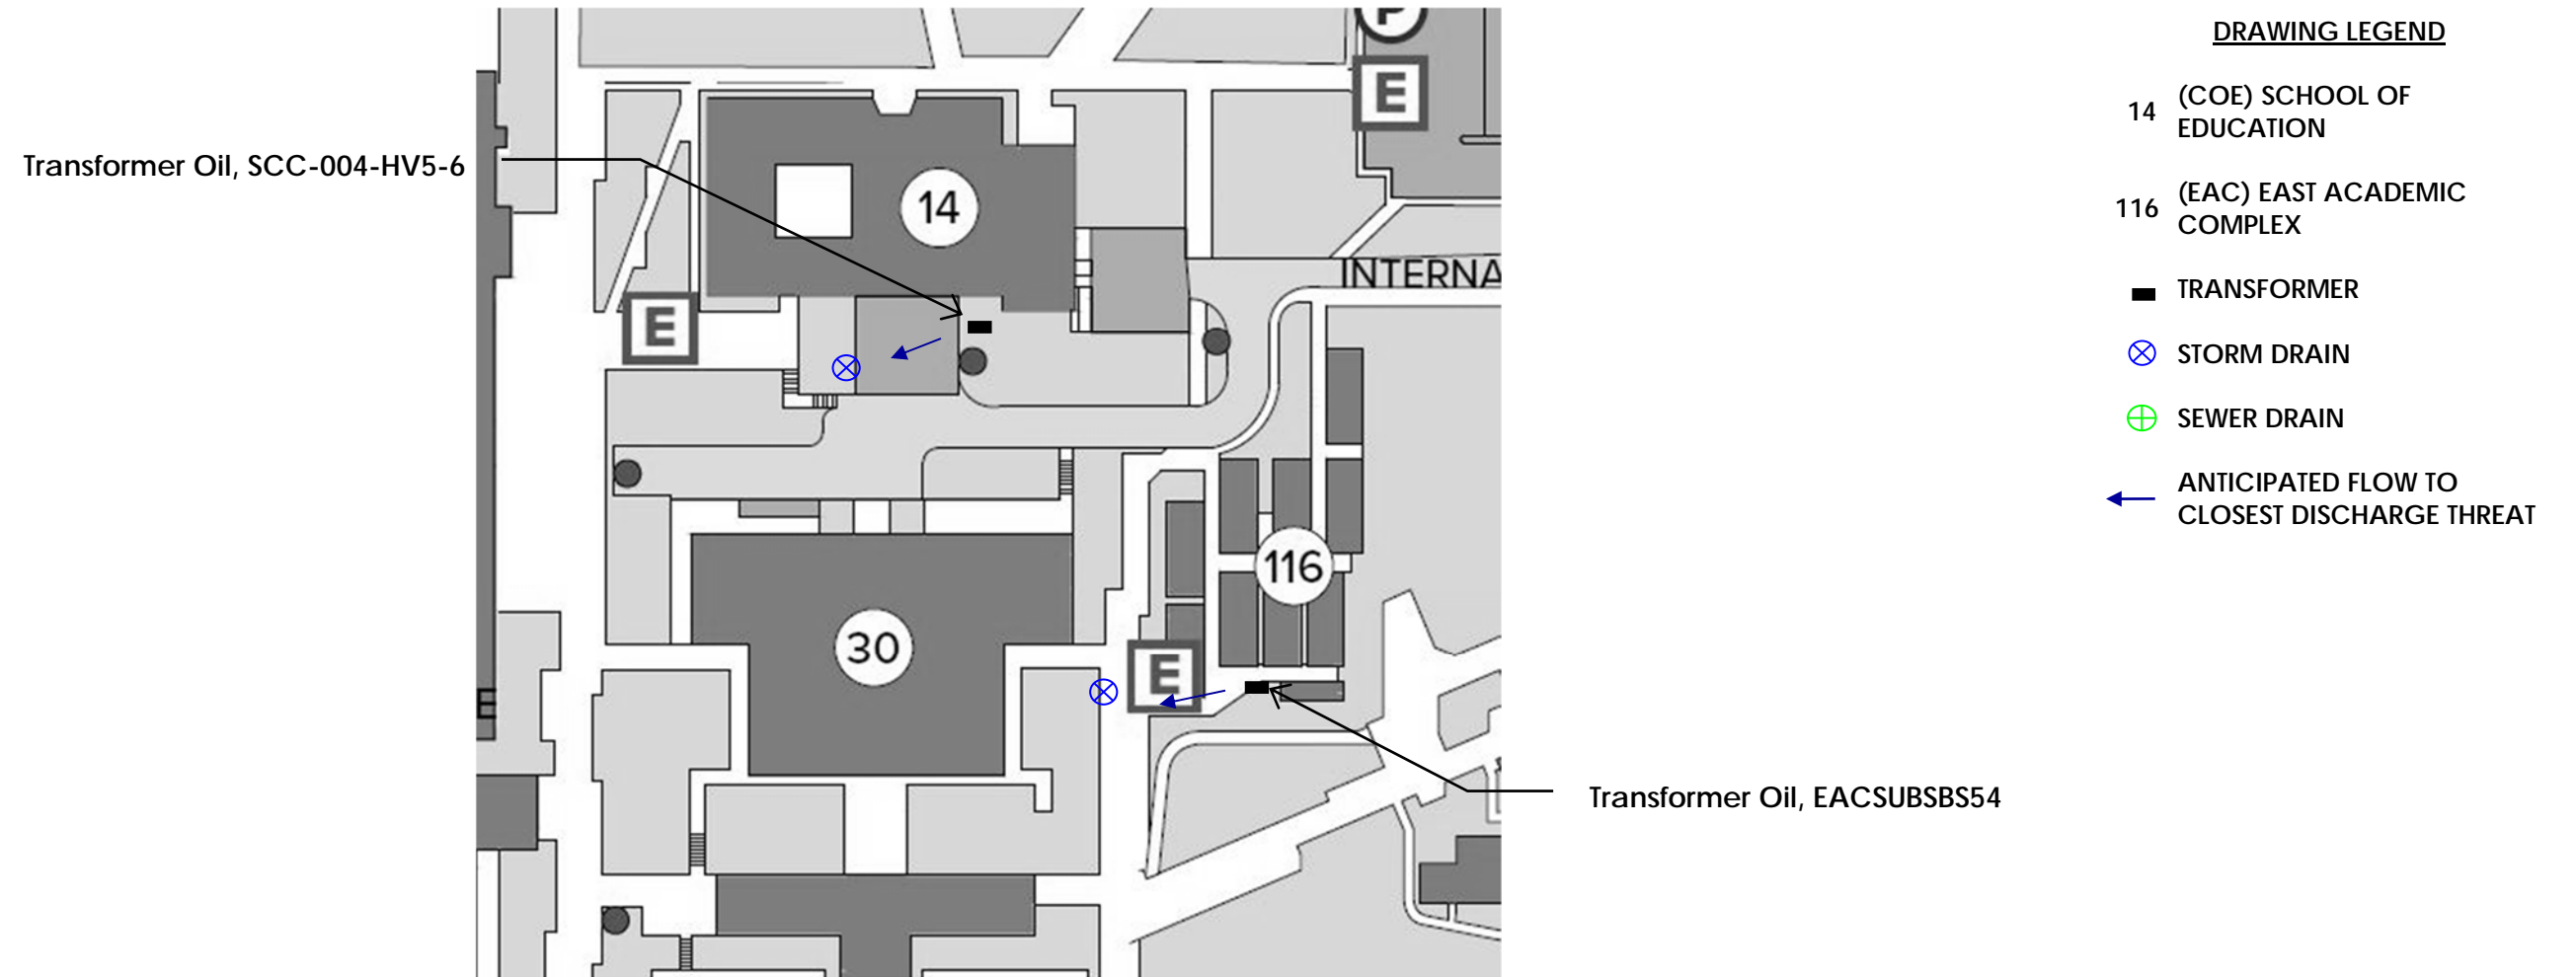 DRAWING LEGEND
14 (COE) SCHOOL OF
EDUCATION
116 (EAC) EAST ACADEMIC
COMPLEX
TRANSFORMER
STORM DRAIN
SEWER DRAIN
ANTICIPATED FLOW TO
CLOSEST DISCHARGE THREAT
P
E
Transformer Oil, SCC-004-HV5-6
14
INTERNA
E
116
30
E
E
Transformer Oil, EACSUBSBS54